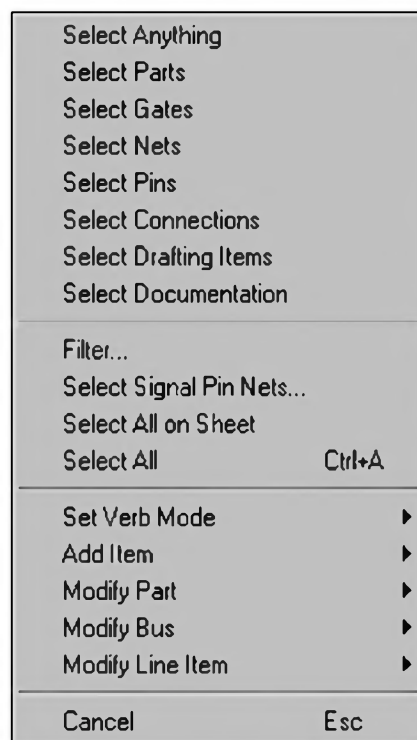 Select Anything
Select Parts
Select Gates
Select Nets
Select Pins
Select Connections
Select Drafting Items
Select Documentation
Filter...
Select Signal Pin Nets...
Select All on Sheet
Select All Ctrl+A
Set Verb Mode
Add Item
Modify Part
Modify Bus
Modify Line Item
Cancel Esc